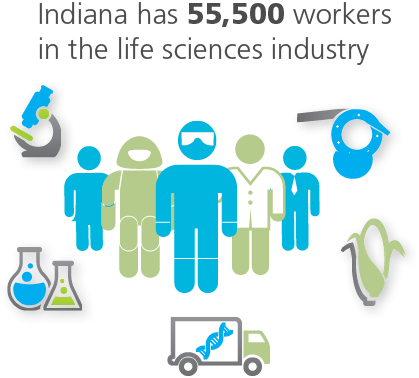 Indiana has 55,500 workers
in the life sciences industry